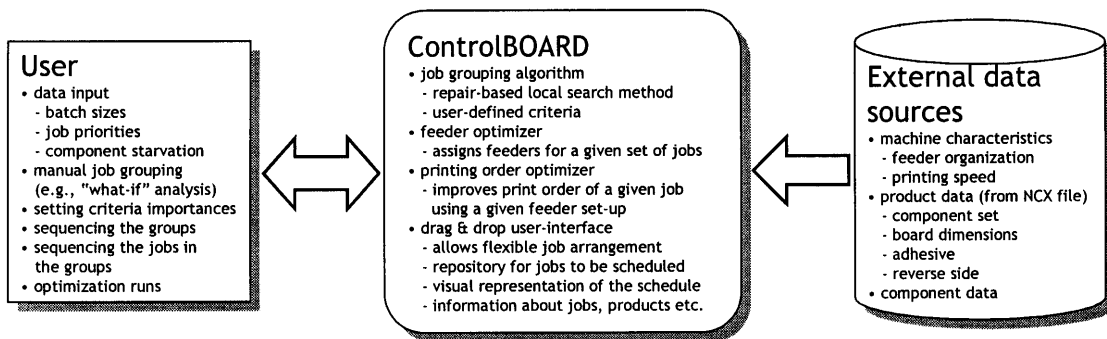 User
• data input
- batch sizes
- job priorities
- component starvation
• manual job grouping
(e.g., "what-if" analysis)
• setting criteria importances
• sequencing the groups
• sequencing the jobs in
the groups
• optimization runs
ControlBOARD
• job grouping algorithm
- repair-based local search method
- user-defined criteria
• feeder optimizer
- assigns feeders for a given set of jobs
• printing order optimizer
- improves print order of a given job
using a given feeder set-up
• drag & drop user-interface
- allows flexible job arrangement
- repository for jobs to be scheduled
- visual representation of the schedule
- information about jobs, products etc.
External data
sources
• machine characteristics
- feeder organization
- printing speed
• product data (from NCX file)
- component set
- board dimensions
- adhesive
- reverse side
• component data